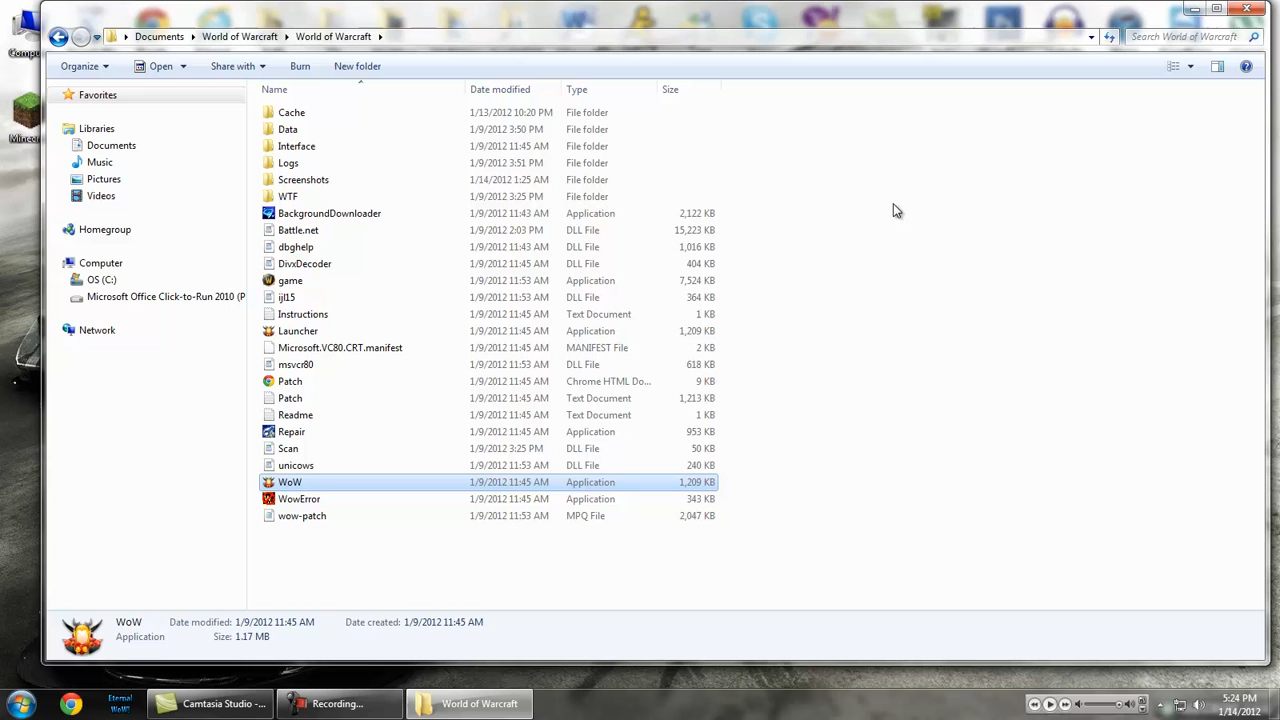 Compu
Documents World of Warcraft World of Warcraft Search World of Warcraft
Organize Open Share with Burn New folder
Name Date modified Type Size
Favorites
Libraries
Documents
Music
Pictures
Videos
Homegroup
Computer
OS (C:)
Microsoft Office Click-to-Run 2010 (P
Network
Minec
Cache 1/13/2012 10:20 PM File folder
Data 1/9/2012 3:50 PM File folder
Interface 1/9/2012 11:45 AM File folder
Logs 1/9/2012 3:51 PM File folder
Screenshots 1/14/2012 1:25 AM File folder
WTF 1/9/2012 3:25 PM File folder
BackgroundDownloader 1/9/2012 11:43 AM Application 2,122 KB
Battle.net 1/9/2012 2:03 PM DLL File 15,223 KB
dbghelp 1/9/2012 11:43 AM DLL File 1,016 KB
DivxDecoder 1/9/2012 11:45 AM DLL File 404 KB
game 1/9/2012 11:53 AM Application 7,524 KB
ijl15 1/9/2012 11:53 AM DLL File 364 KB
Instructions 1/9/2012 11:45 AM Text Document 1 KB
Launcher 1/9/2012 11:45 AM Application 1,209 KB
Microsoft.VC80.CRT.manifest 1/9/2012 11:45 AM MANIFEST File 2 KB
msvcr80 1/9/2012 11:53 AM DLL File 618 KB
Patch 1/9/2012 11:45 AM Chrome HTML Do... 9 KB
Patch 1/9/2012 11:45 AM Text Document 1,213 KB
Readme 1/9/2012 11:45 AM Text Document 1 KB
Repair 1/9/2012 11:45 AM Application 953 KB
Scan 1/9/2012 3:25 PM DLL File 50 KB
unicows 1/9/2012 11:53 AM DLL File 240 KB
WoW 1/9/2012 11:45 AM Application 1,209 KB
WowError 1/9/2012 11:45 AM Application 343 KB
wow-patch 1/9/2012 11:53 AM MPQ File 2,047 KB
WoW Date modified: 1/9/2012 11:45 AM Date created: 1/9/2012 11:45 AM
Application Size: 1.17 MB
Eternal
WoW!
Camtasia Studio -... Recording... World of Warcraft
5:24 PM
1/14/2012